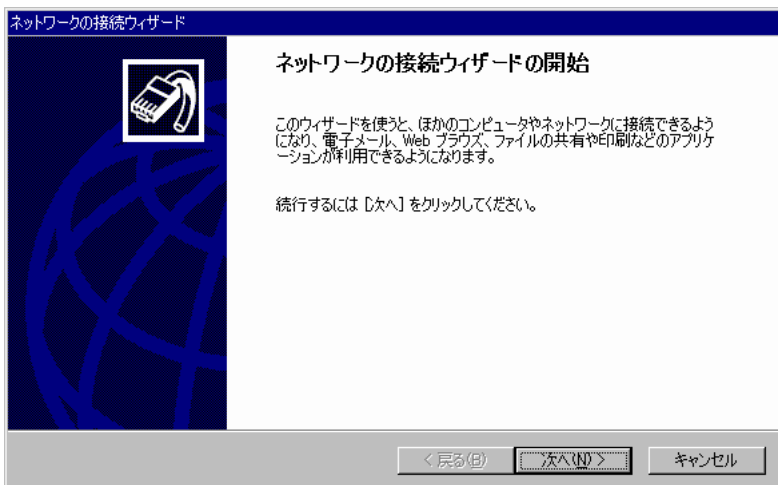 ネットワークの接続ウィザード
ネットワークの接続ウィザードの開始
このウィザードを使うと、ほかのコンピュータやネットワークに接続できるよう
になり、電子メール、Web ブラウズ、ファイルの共有や印刷などのアプリケ
ーションが利用できるようになります。
続行するには [次へ] をクリックしてください。
< 戻る(B)
次へ(N) >
キャンセル